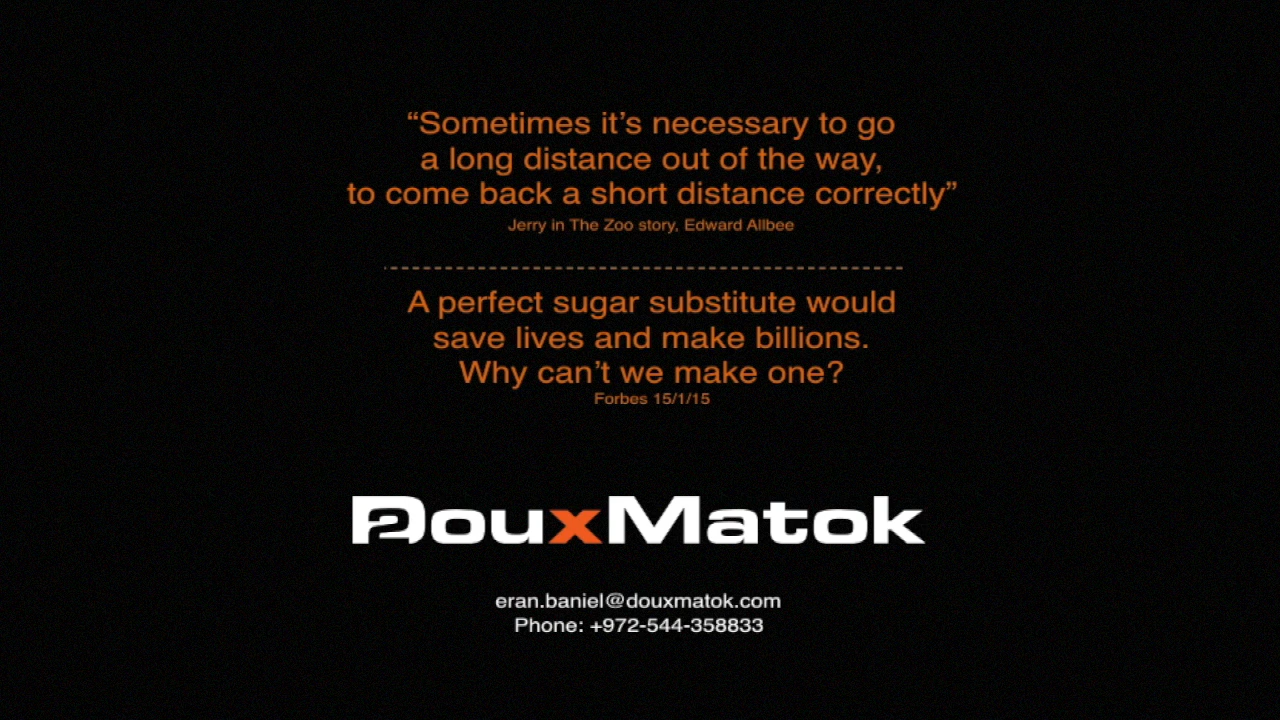 “Sometimes it’s necessary to go
a long distance out of the way,
to come back a short distance correctly”
Jerry in The Zoo story, Edward Allbee
A perfect sugar substitute would
save lives and make billions.
Why can’t we make one?
Forbes 15/1/15
DouxMatok
eran.baniel@douxmatok.com
Phone: +972-544-358833